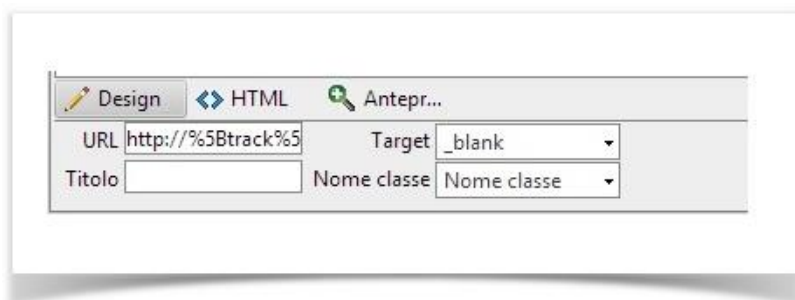 Design HTML Antepr...
URL http://%5Btrack%5 Target _blank
Titolo Nome classe Nome classe